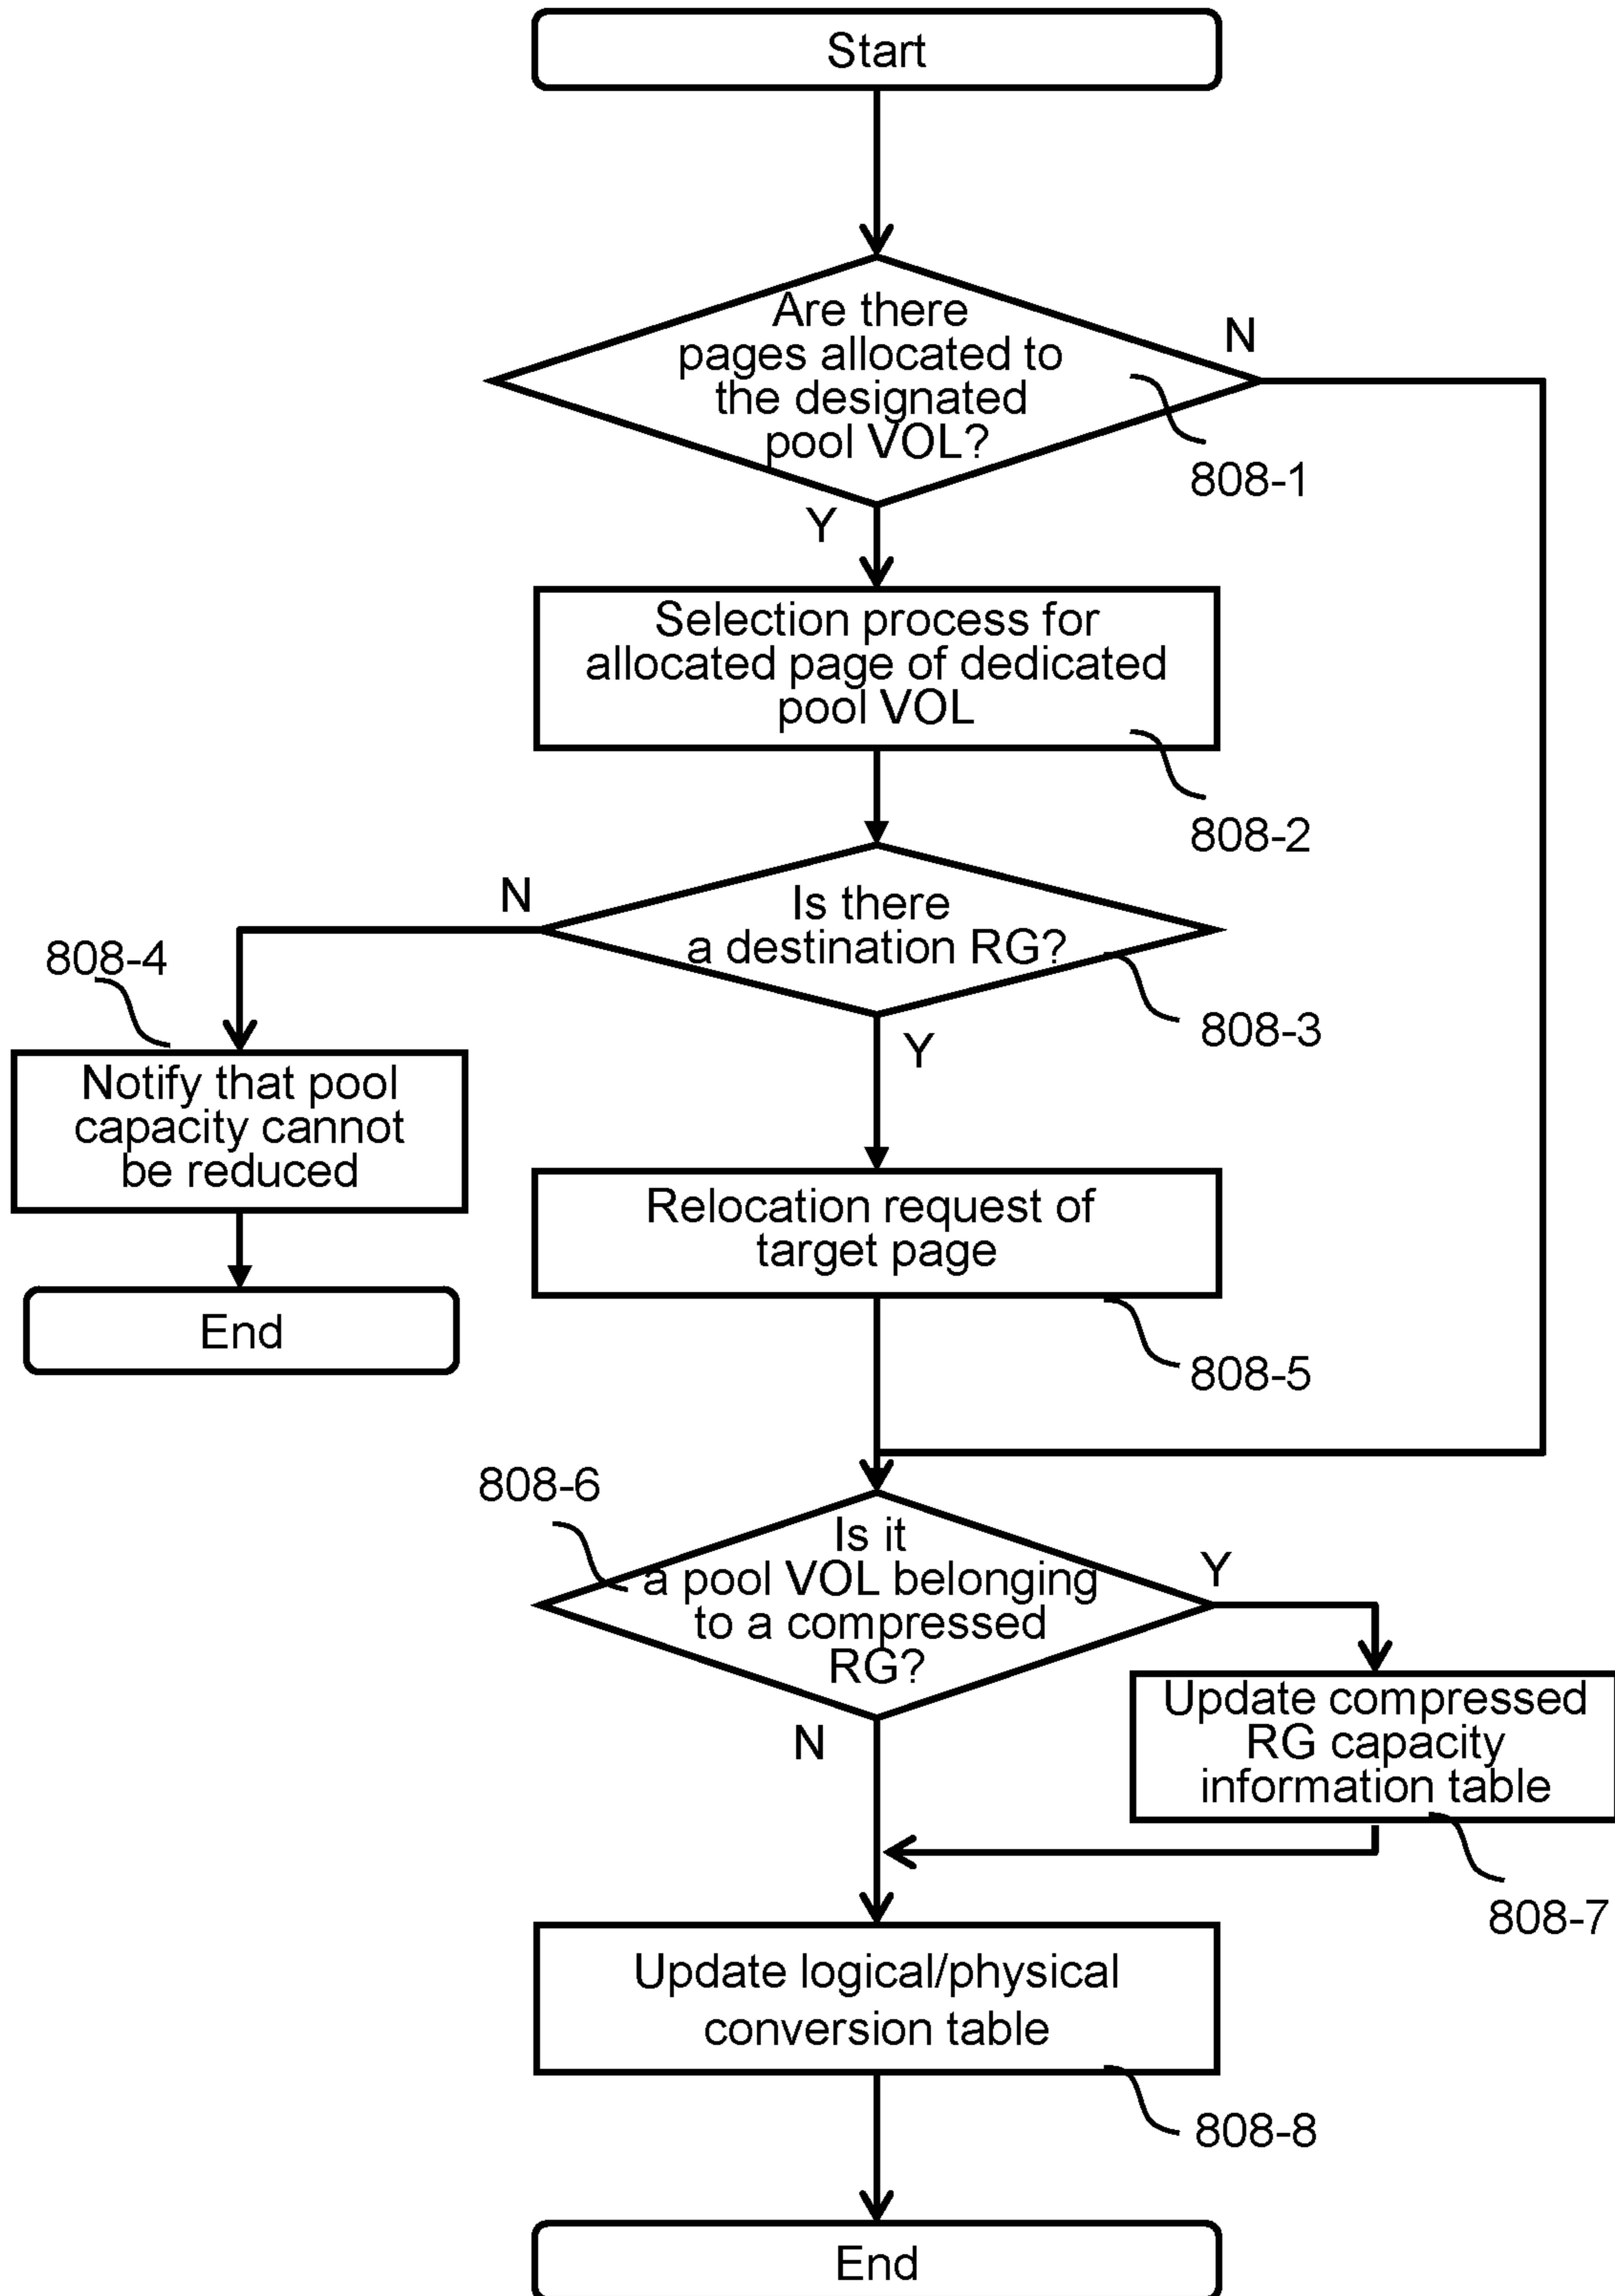 Start
Are there
pages allocated to
the designated
pool VOL?
N
808-1
Y
Selection process for
allocated page of dedicated
pool VOL
808-2
N
Is there
a destination RG?
808-3
808-4
Y
Notify that pool
capacity cannot
be reduced
End
Relocation request of
target page
808-5
808-6
Is it
a pool VOL belonging
to a compressed
RG?
Y
N
Update compressed
RG capacity
information table
808-7
Update logical/physical
conversion table
808-8
End